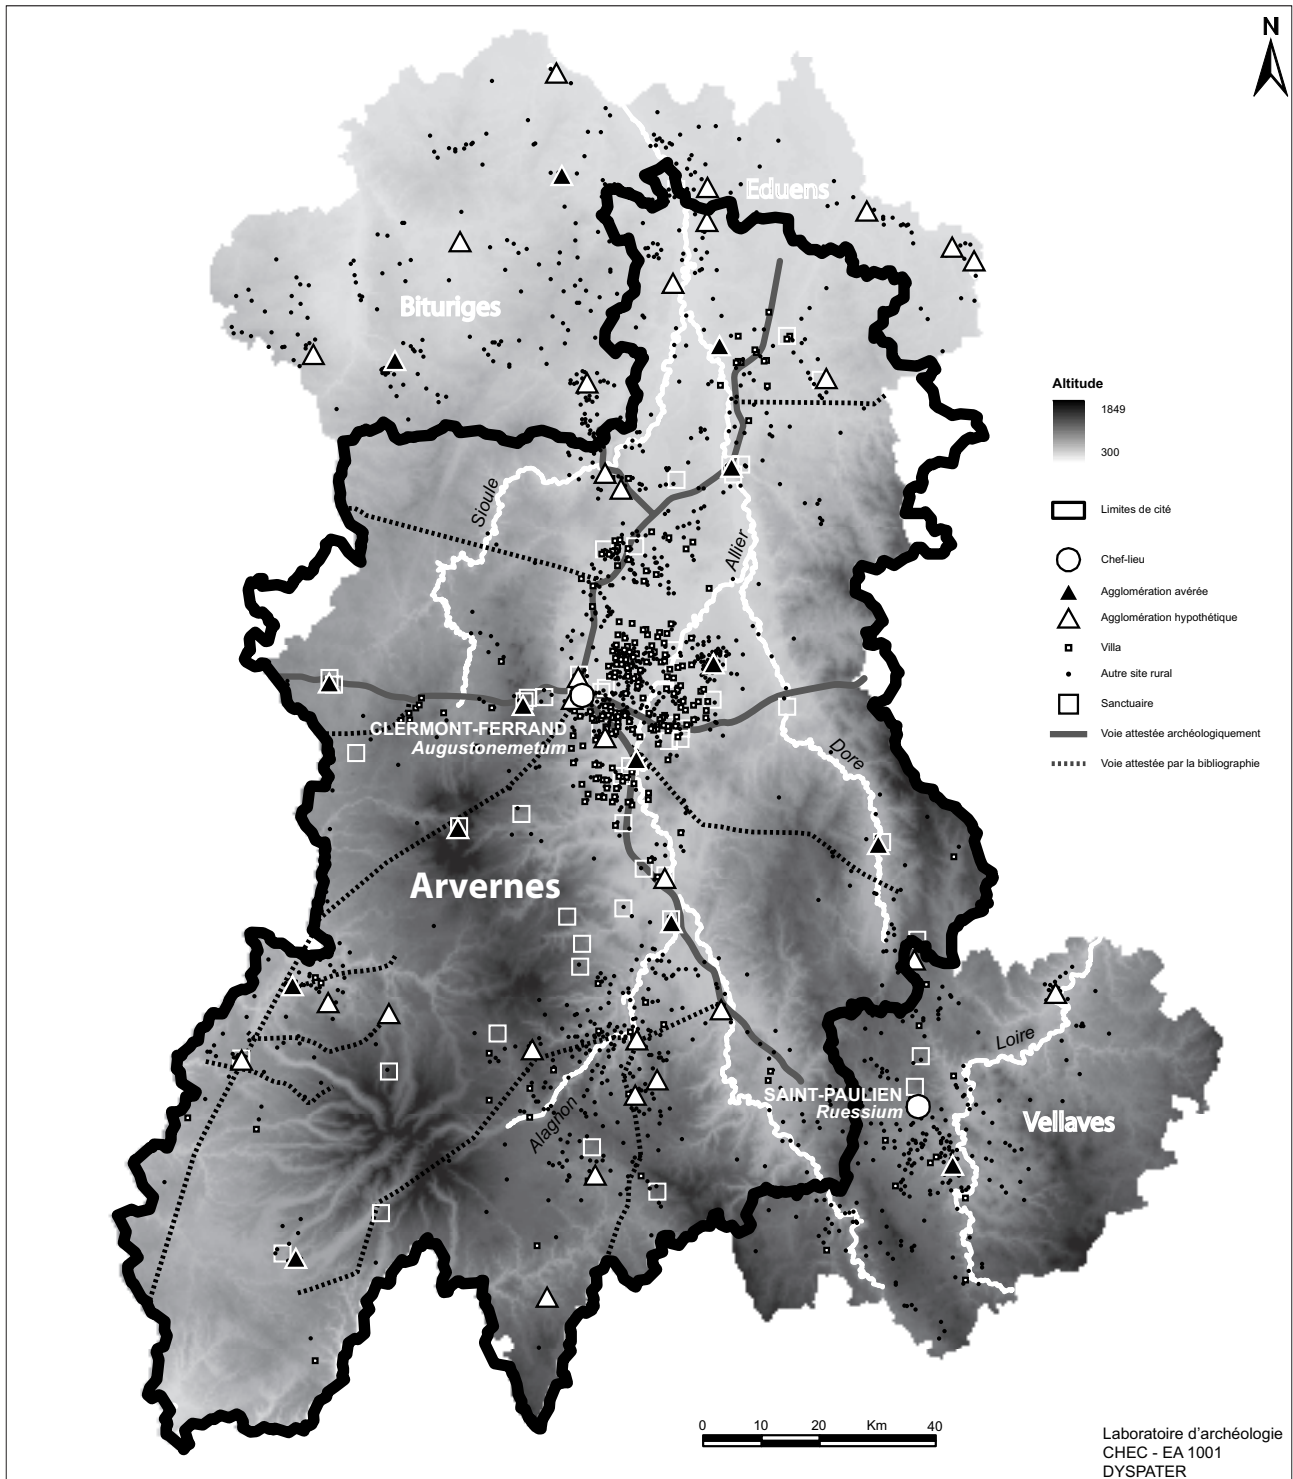 N
Eduens
Bituriges
Altitude
1849
300
Limites de cité
Chef-lieu
Agglomération avérée
Agglomération hypothétique
Villa
Autre site rural
Sanctuaire
Voie attestée archéologiquement
Voie attestée par la bibliographie
Sioule
Allier
CLERMONT-FERRAND
Augustonemetum
Dore
Arvernes
Loire
SAINT-PAULIEN
Ruessium
Vellaves
Alagnon
0 10 20 Km 40
Laboratoire d'archéologie
CHEC - EA 1001
DYSPATER